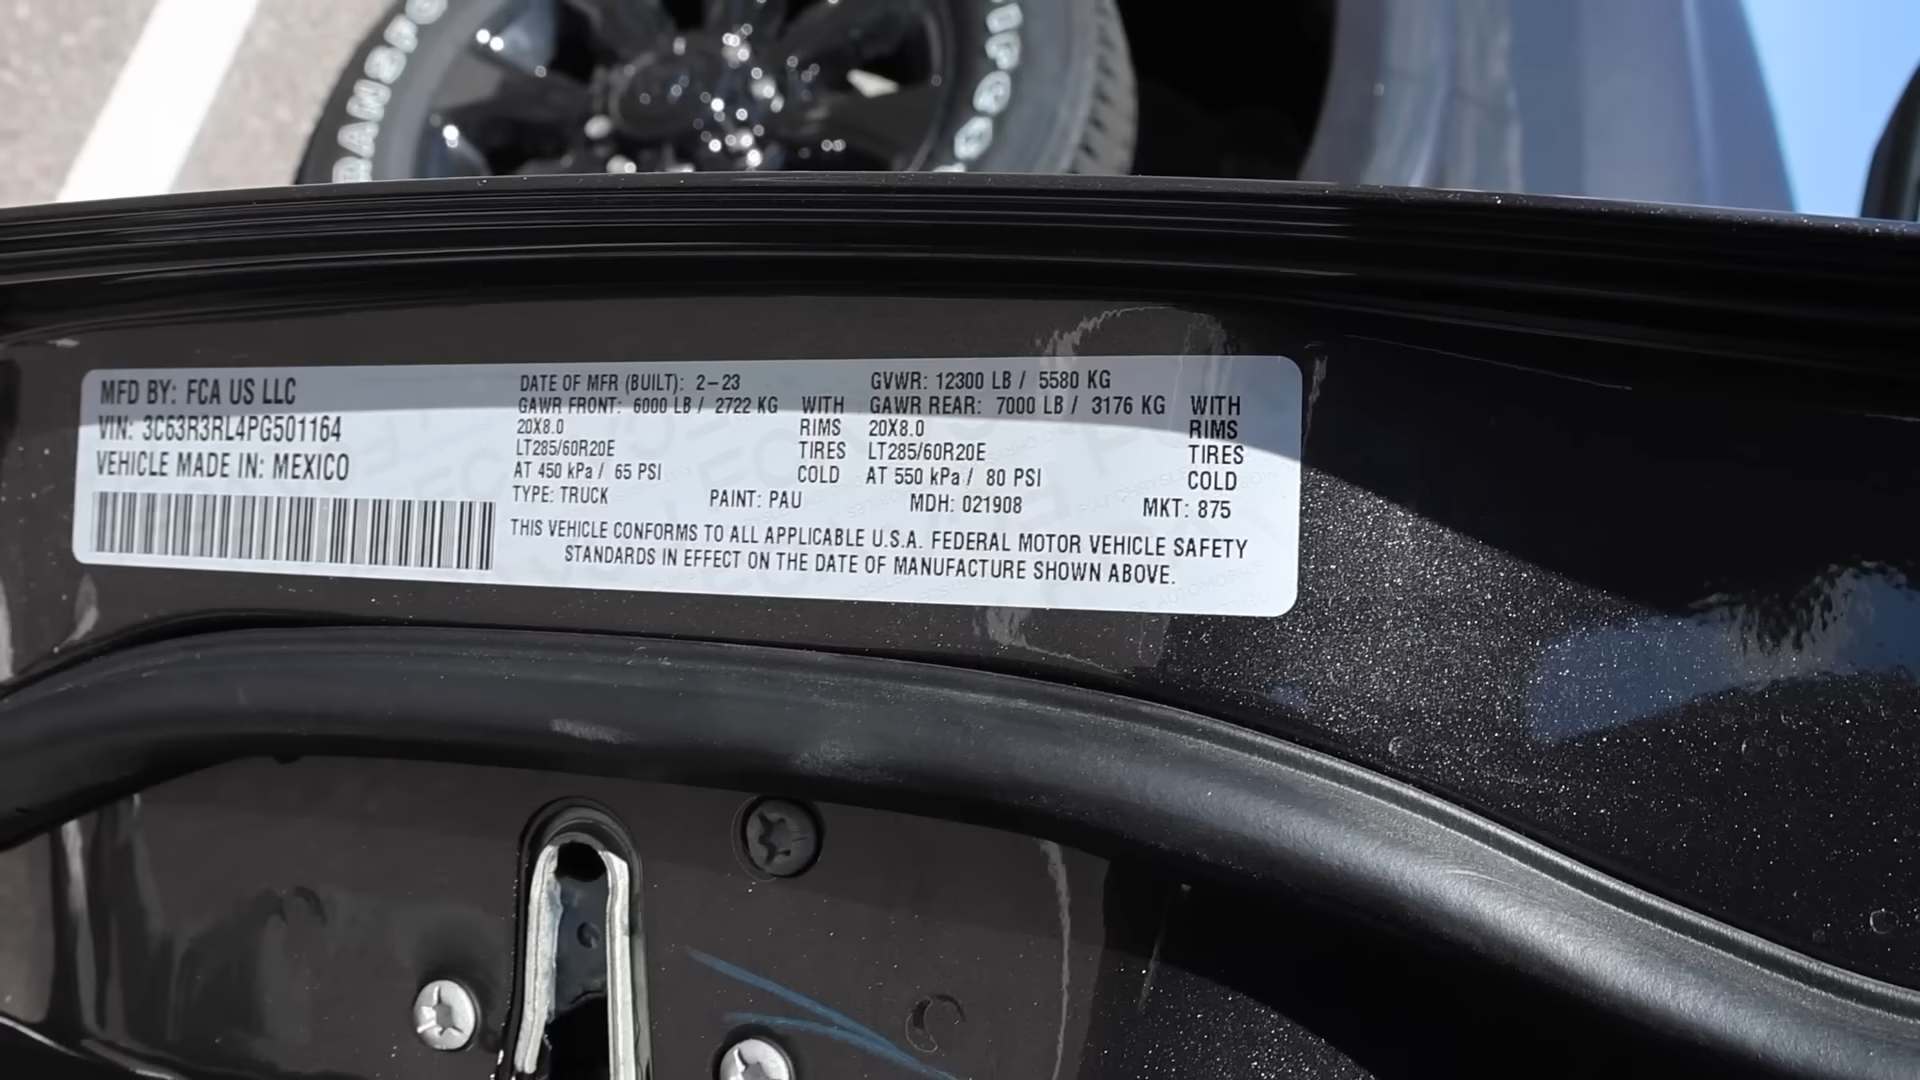 MFD BY: FCA US LLC
VIN: 3C63R3RL4PG501164
VEHICLE MADE IN: MEXICO
DATE OF MFR (BUILT): 2-23 GVWR: 12300 LB / 5580 KG
GAWR FRONT: 6000 LB / 2722 KG WITH GAWR REAR: 7000 LB / 3176 KG WITH
20X8.0 RIMS 20X8.0 RIMS
LT285/60R20E TIRES LT285/60R20E TIRES
AT 450 kPa / 65 PSI COLD AT 550 kPa / 80 PSI COLD
TYPE: TRUCK PAINT: PAU MDH: 021908 MKT: 875
THIS VEHICLE CONFORMS TO ALL APPLICABLE U.S.A. FEDERAL MOTOR VEHICLE SAFETY
STANDARDS IN EFFECT ON THE DATE OF MANUFACTURE SHOWN ABOVE.